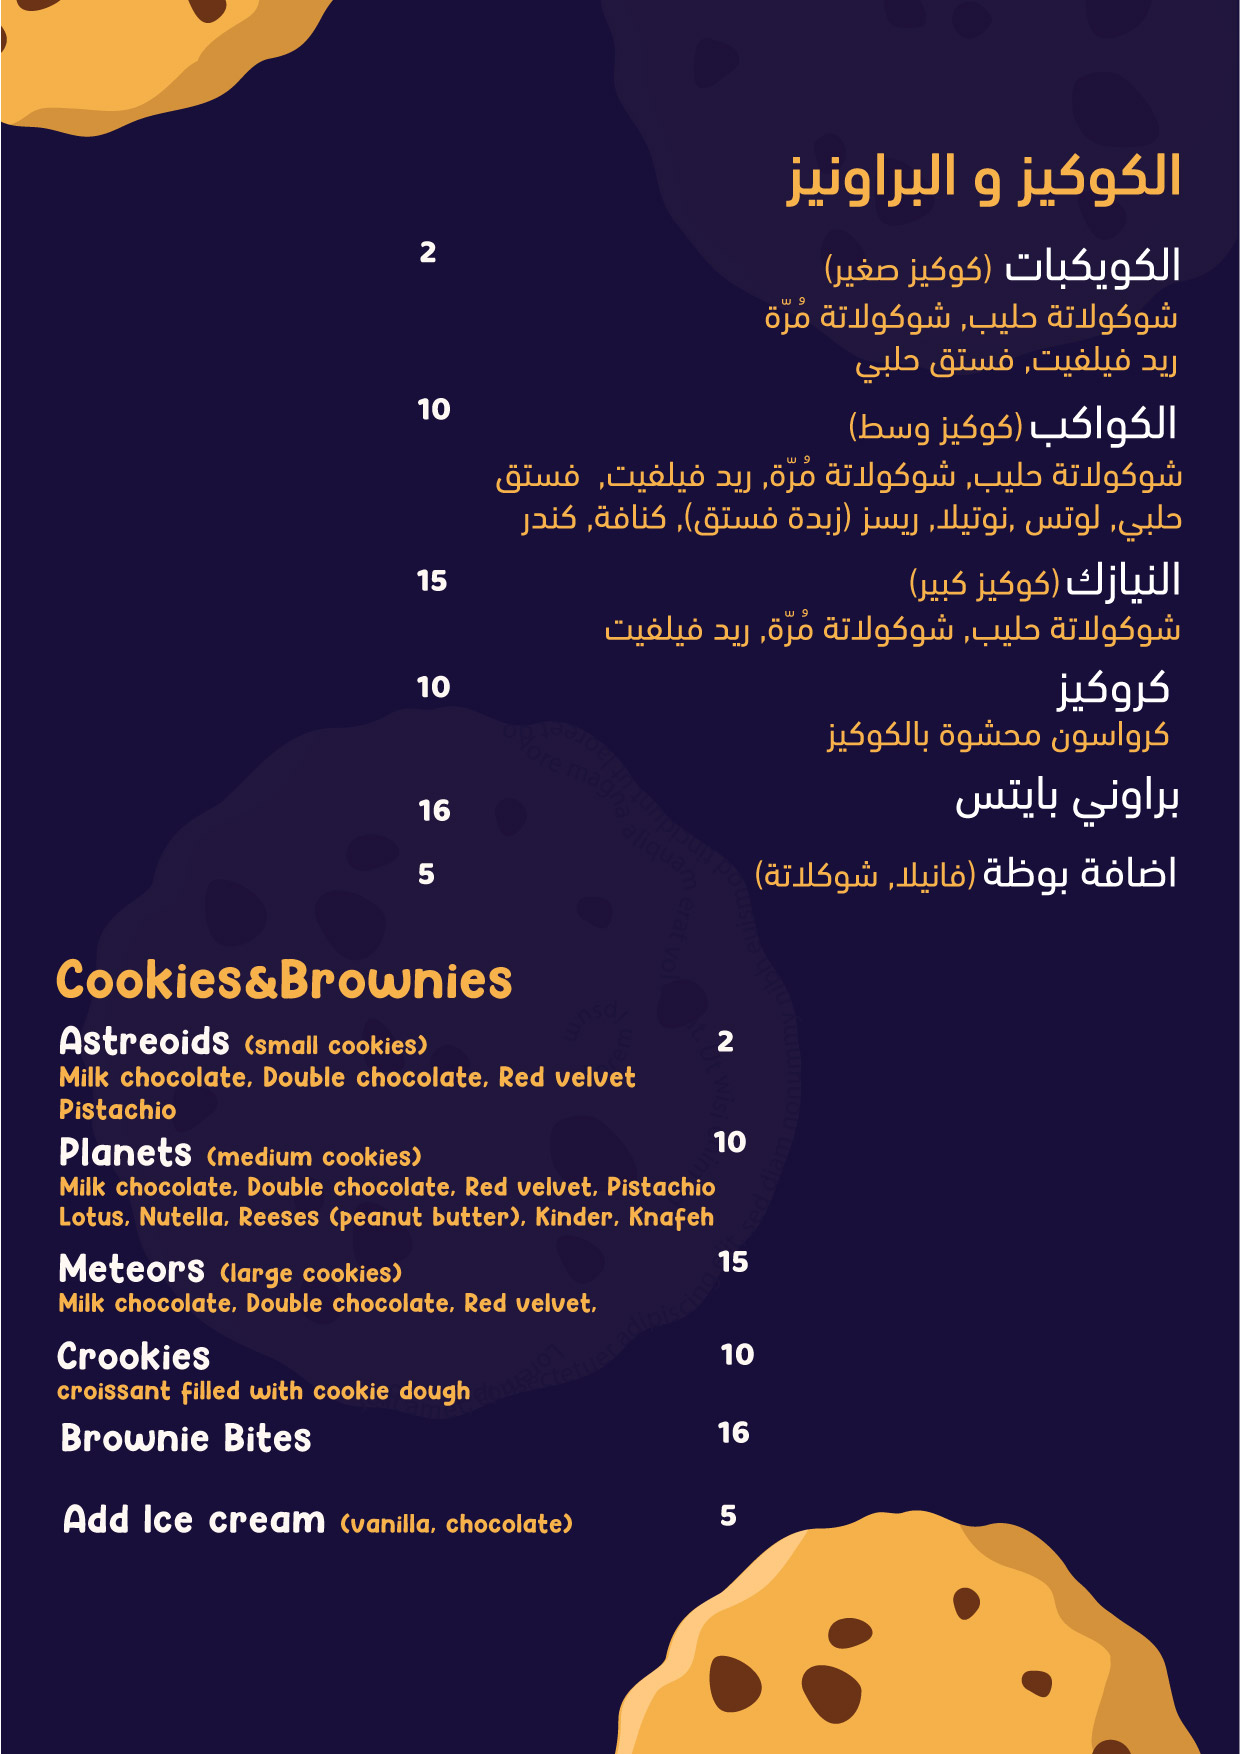 الكوكيز و البراونيز
الكويكبات (كوكيز صغير) 2
شوكولاتة حليب, شوكولاتة مُرّة
ريد فيلفيت, فستق حلبي
الكواكب (كوكيز وسط) 10
شوكولاتة حليب, شوكولاتة مُرّة, ريد فيلفيت, فستق
حلبي, لوتس ,نوتيلا, ريسز (زبدة فستق), كنافة, كندر
النيازك (كوكيز كبير) 15
شوكولاتة حليب, شوكولاتة مُرّة, ريد فيلفيت
كروكيز 10
كرواسون محشوة بالكوكيز
براوني بايتس 16
اضافة بوظة (فانيلا, شوكلاتة) 5
Cookies&Brownies
Astreoids (small cookies) 2
Milk chocolate, Double chocolate, Red velvet
Pistachio
Planets (medium cookies) 10
Milk chocolate, Double chocolate, Red velvet, Pistachio
Lotus, Nutella, Reeses (peanut butter), Kinder, Knafeh
Meteors (large cookies) 15
Milk chocolate, Double chocolate, Red velvet,
Crookies 10
croissant filled with cookie dough
Brownie Bites 16
Add Ice cream (vanilla, chocolate) 5